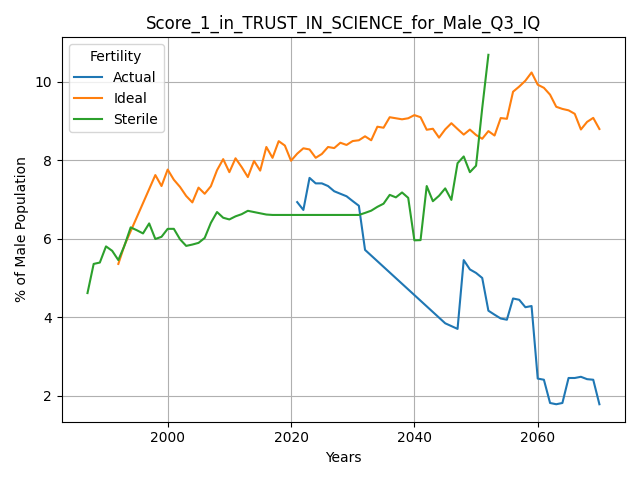 Score_1_in_TRUST_IN_SCIENCE_for_Male_Q3_IQ
Fertility
Actual
Ideal
Sterile
% of Male Population
10
8
6
4
2
2000
2020
2040
2060
Years